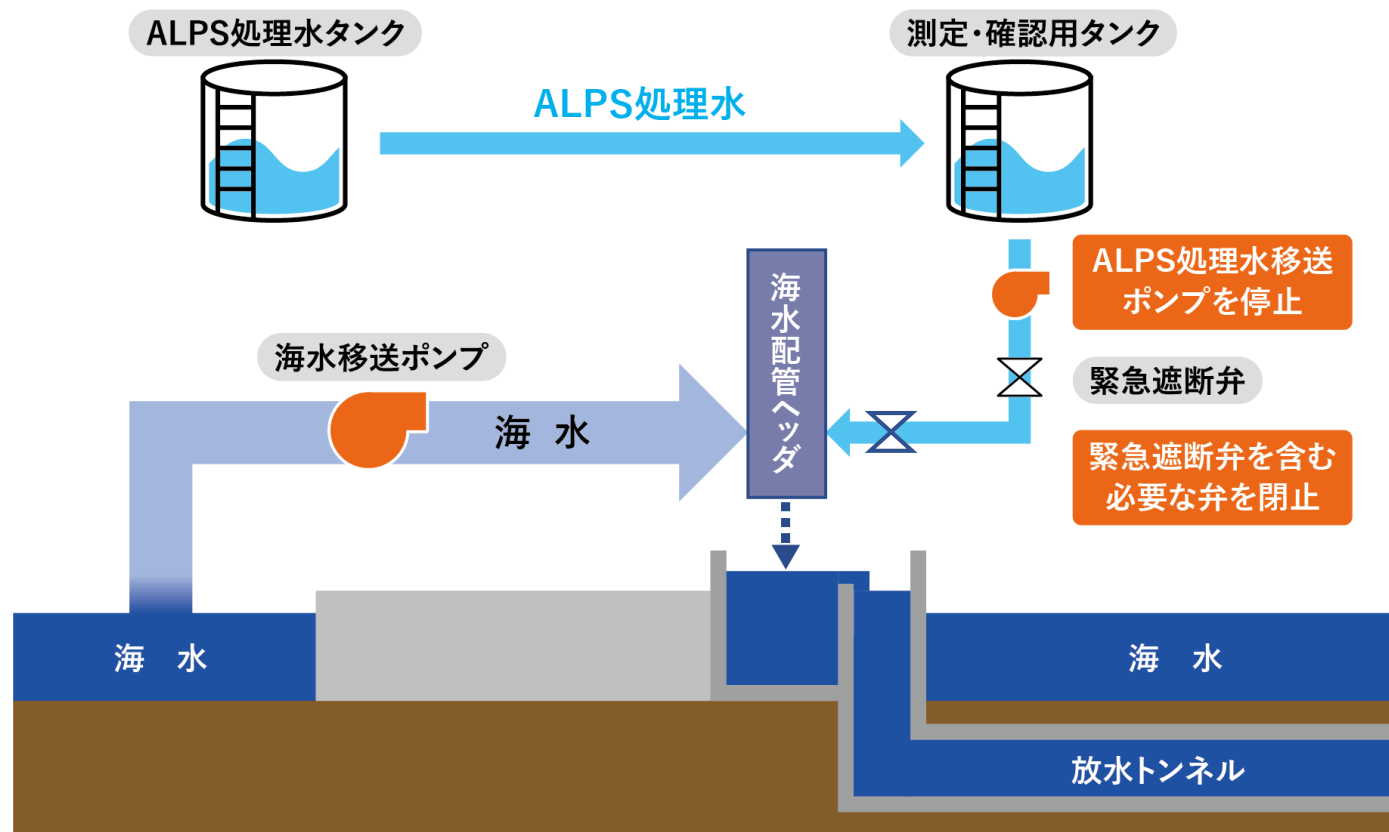 ALPS処理水タンク
測定・確認用タンク
ALPS処理水
ALPS処理水移送
ポンプを停止
海水移送ポンプ
海水
海水配管ヘッダ
緊急遮断弁
緊急遮断弁を含む
必要な弁を閉止
海水
海水
放水トンネル